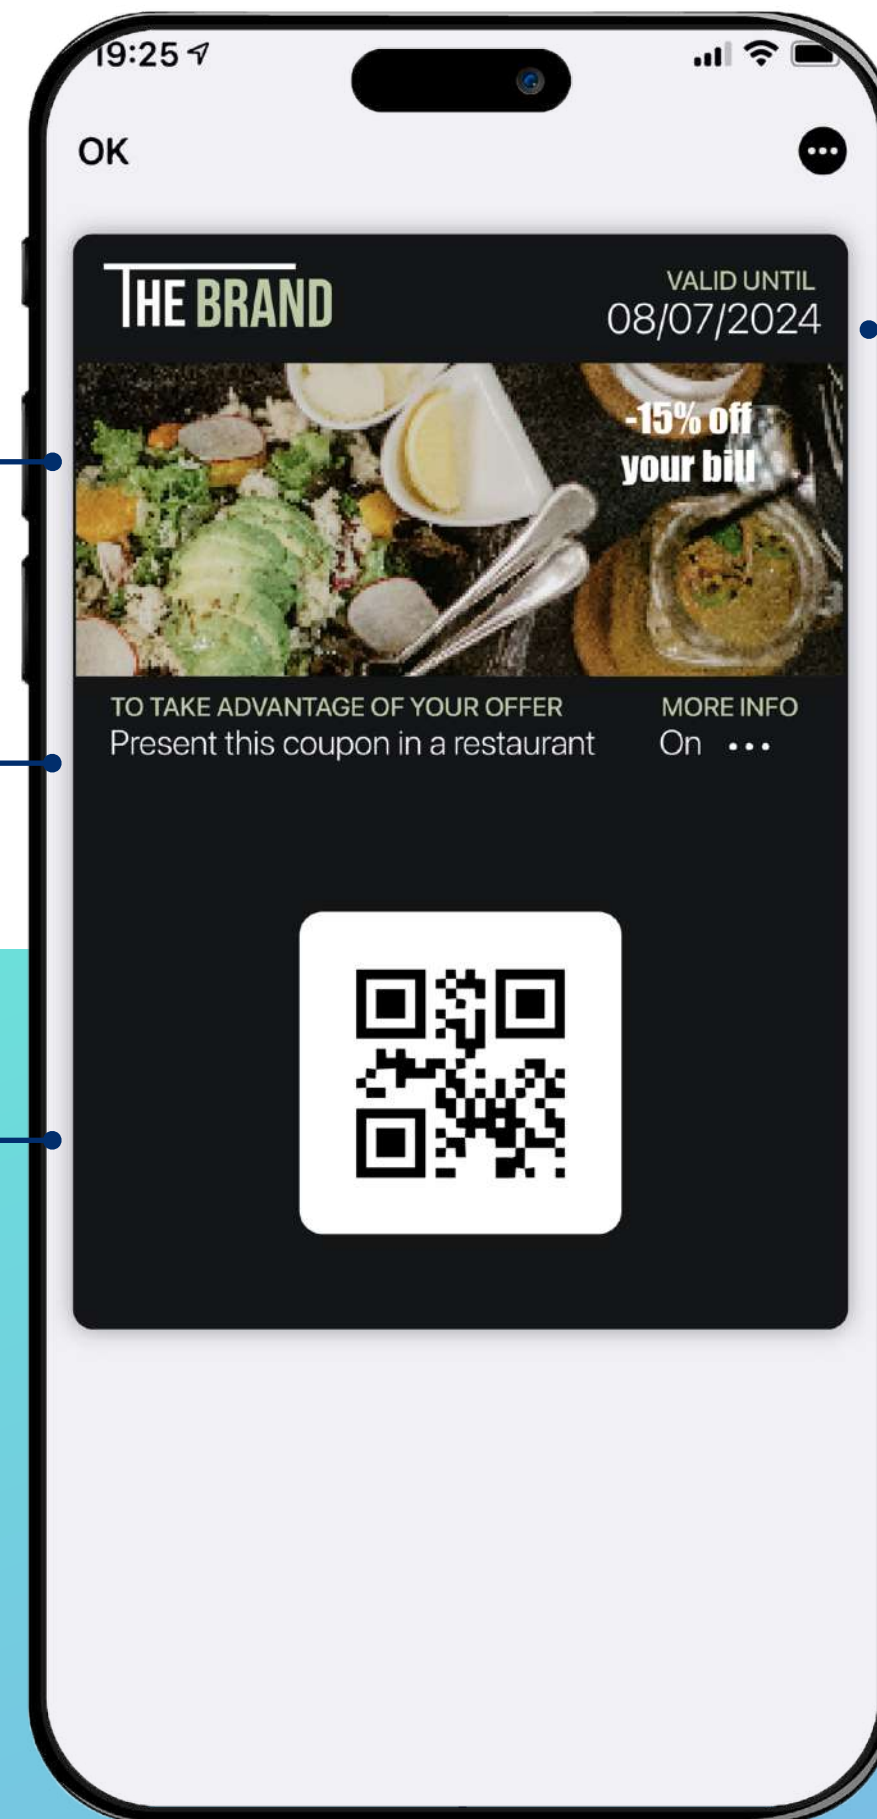 19:25
OK
THE BRAND
VALID UNTIL
08/07/2024
-15% off
your bill
TO TAKE ADVANTAGE OF YOUR OFFER
Present this coupon in a restaurant
MORE INFO
On ...